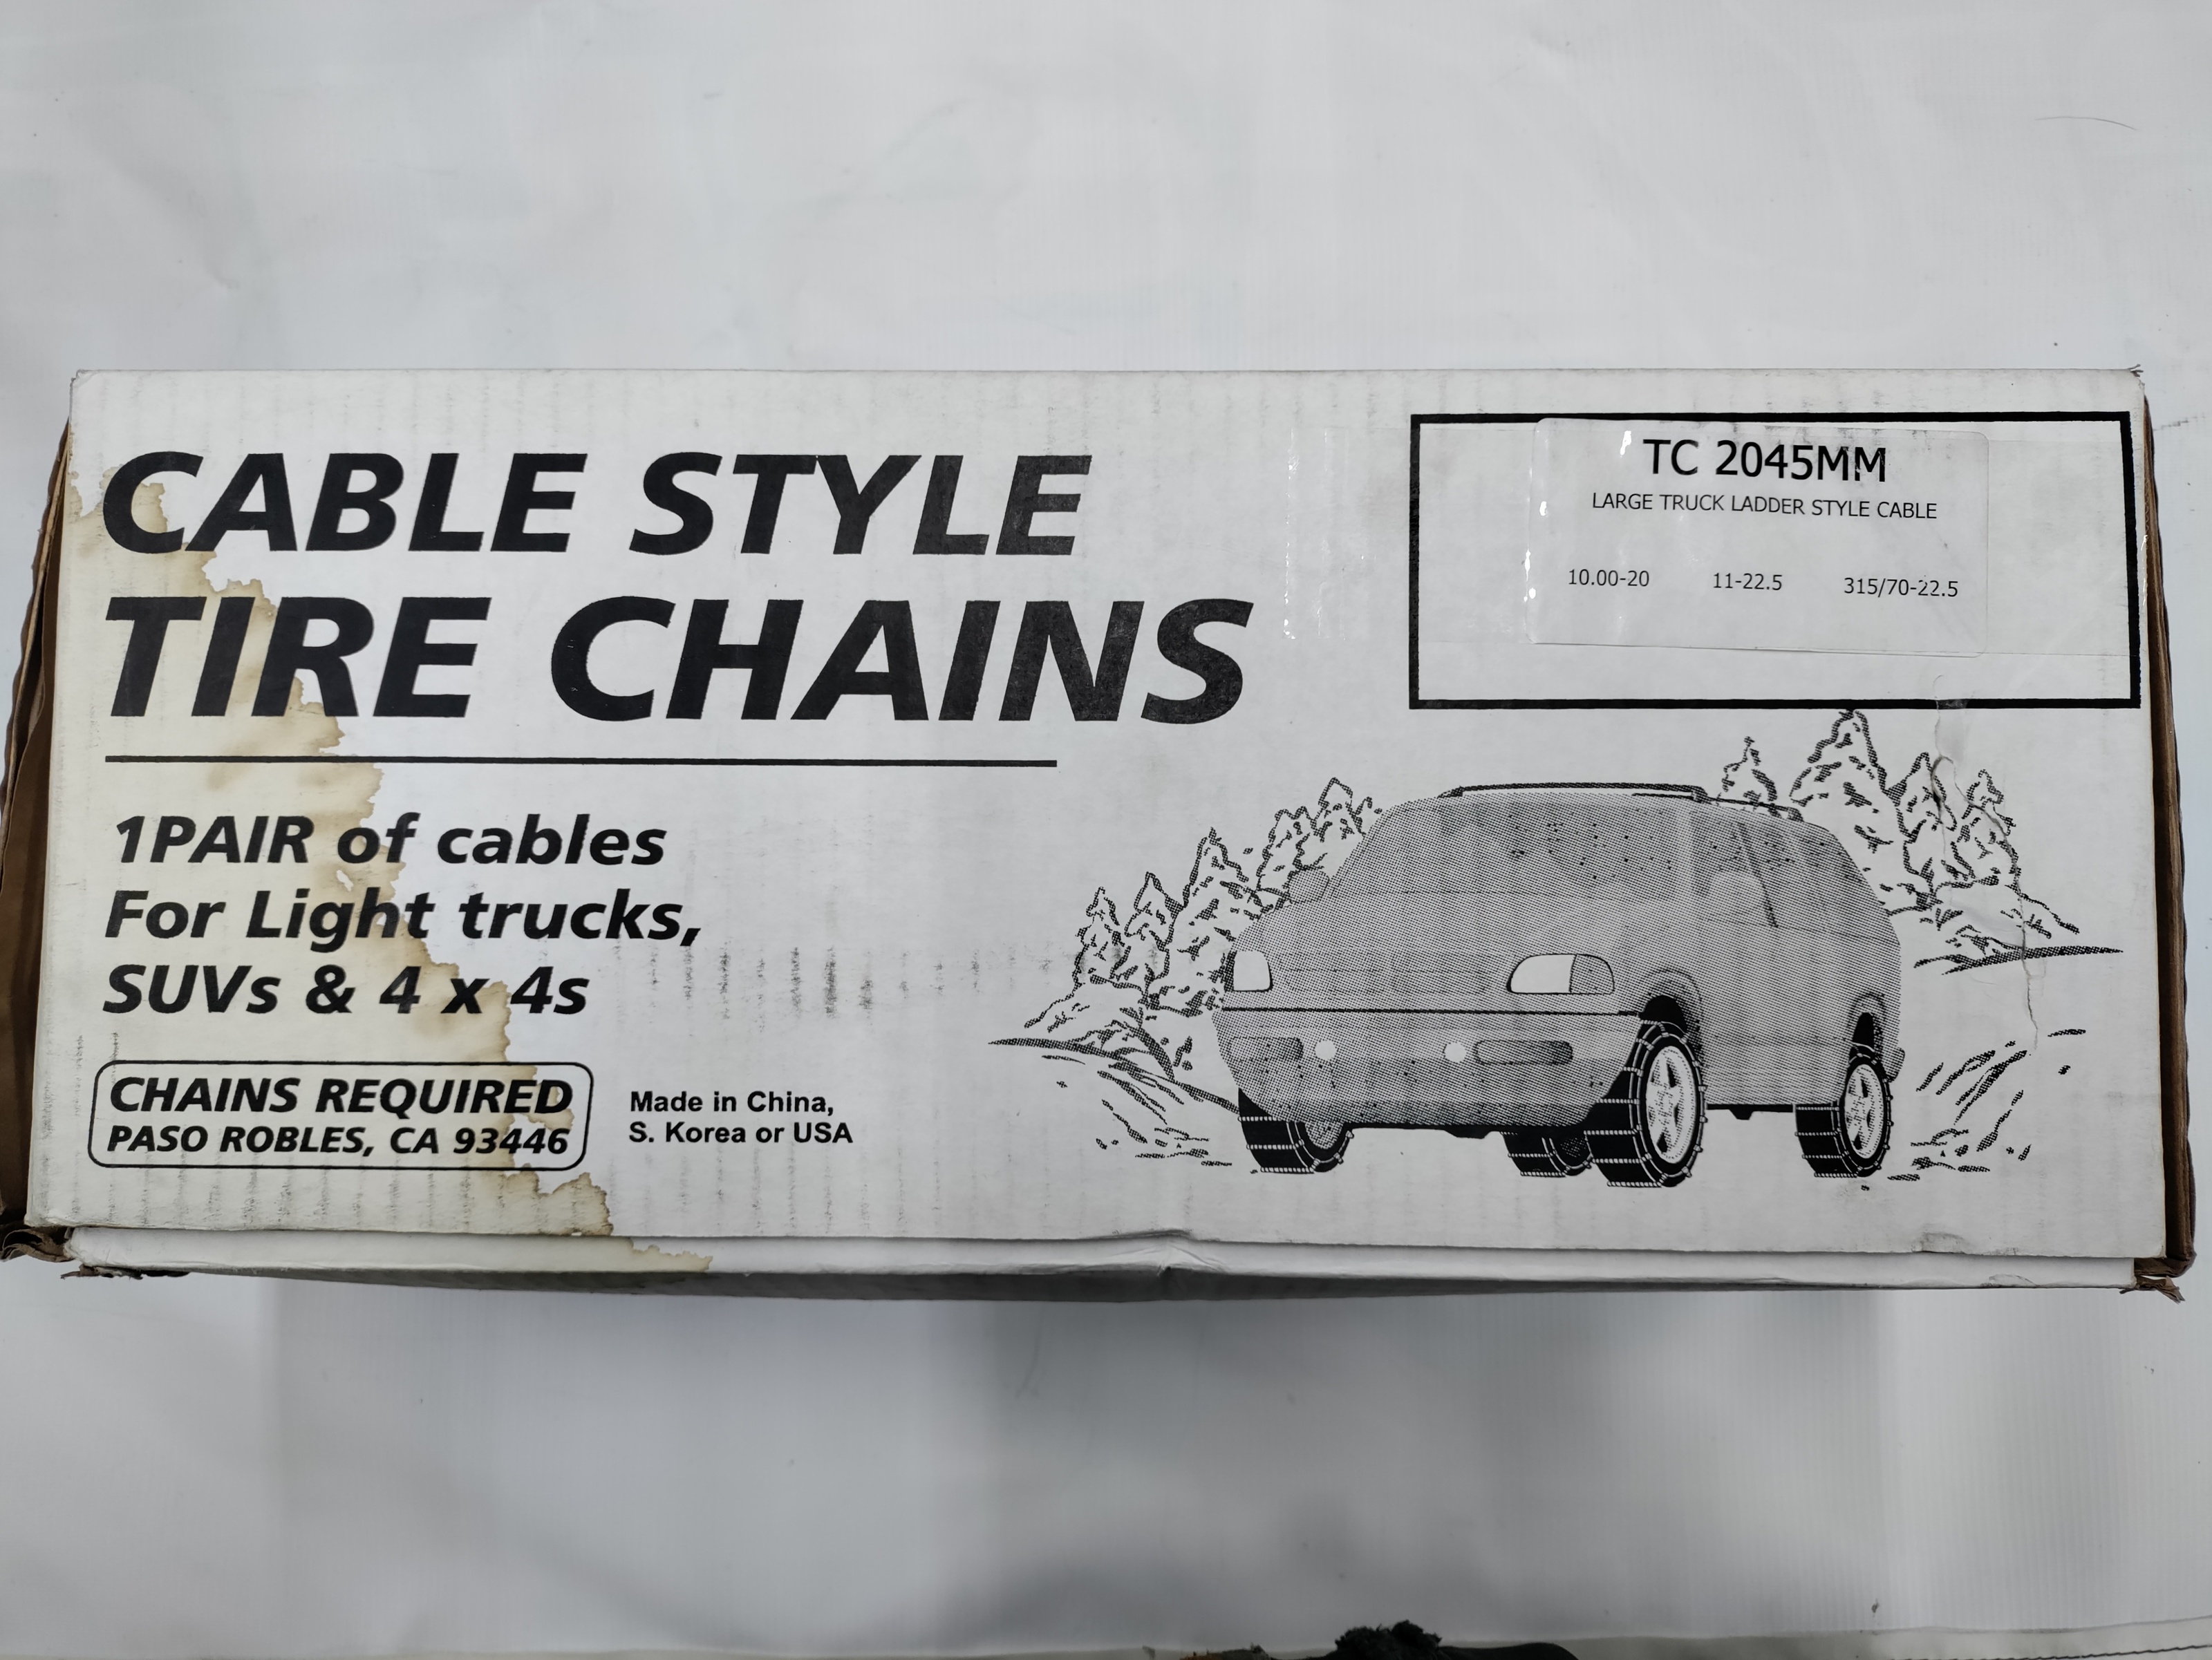 CABLE STYLE
TIRE CHAINS
1PAIR of cables
For Light trucks,
SUVs & 4 x 4s
CHAINS REQUIRED
PASO ROBLES, CA 93446
Made in China,
S. Korea or USA
TC 2045MM
LARGE TRUCK LADDER STYLE CABLE
10.00-20 11-22.5 315/70-22.5